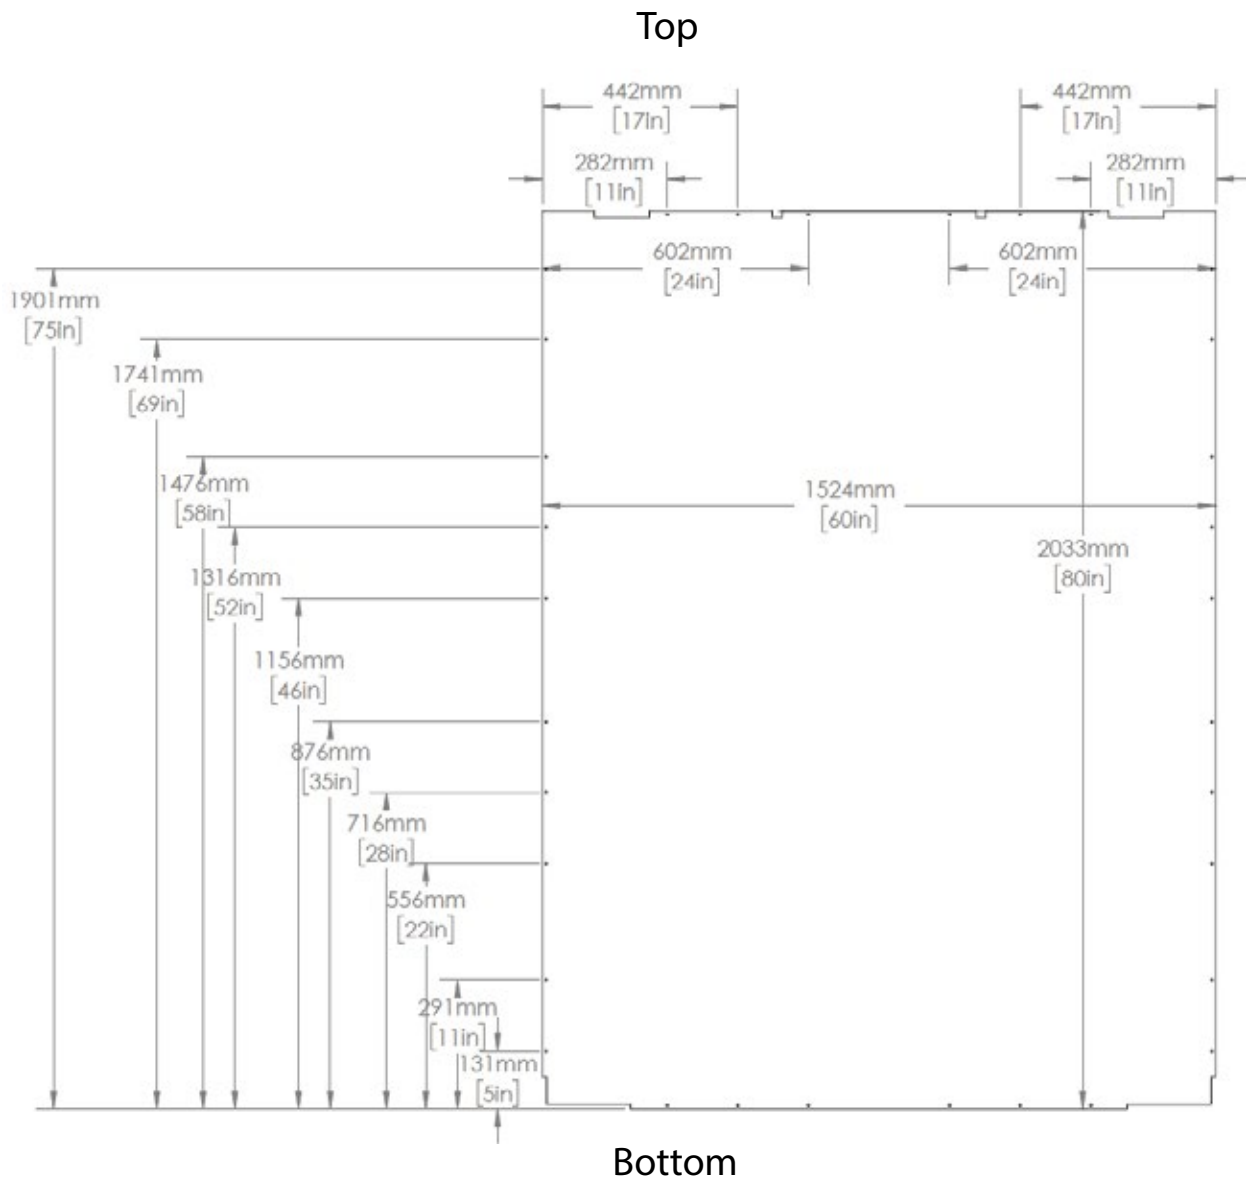 Top
442mm
[17in]
442mm
[17in]
282mm
[11in]
282mm
[11in]
602mm
[24in]
602mm
[24in]
1901mm
[75in]
1741mm
[69in]
1476mm
[58in]
1524mm
[60in]
2033mm
[80in]
1316mm
[52in]
1156mm
[46in]
876mm
[35in]
716mm
[28in]
556mm
[22in]
291mm
[11in]
131mm
[5in]
Bottom